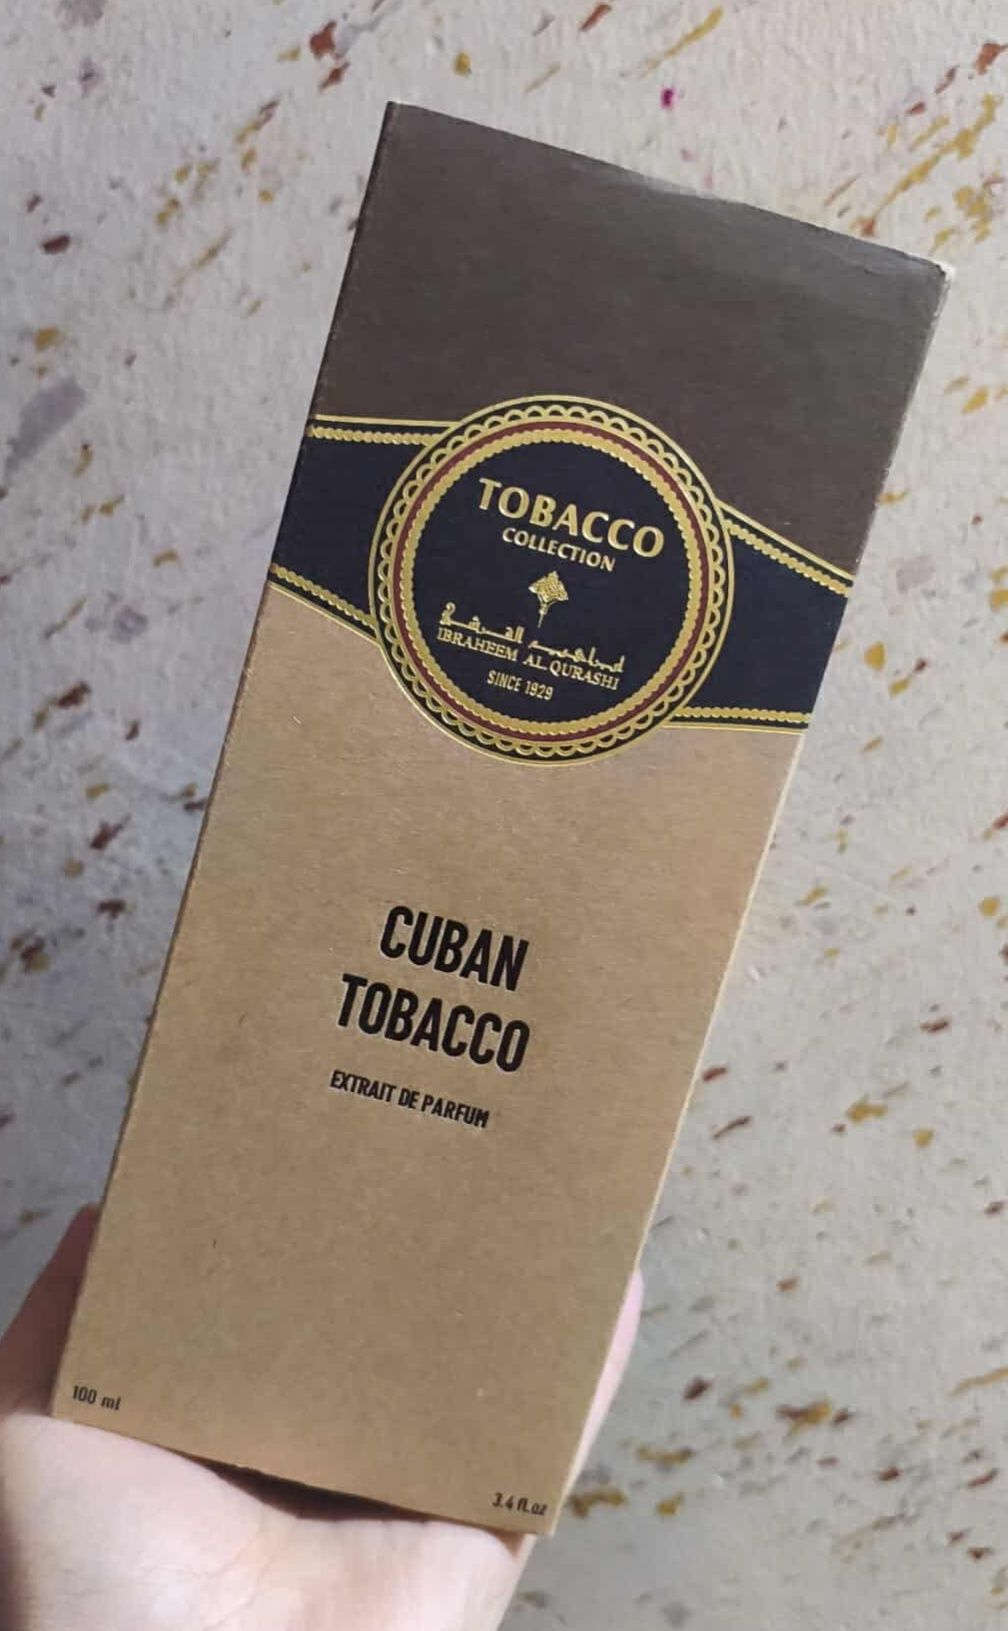 TOBACCO
COLLECTION
ابراهيم القرشي
IBRAHEEM AL QURASHI
SINCE 1929
CUBAN
TOBACCO
EXTRAIT DE PARFUM
100 ml
3.4 fl.oz